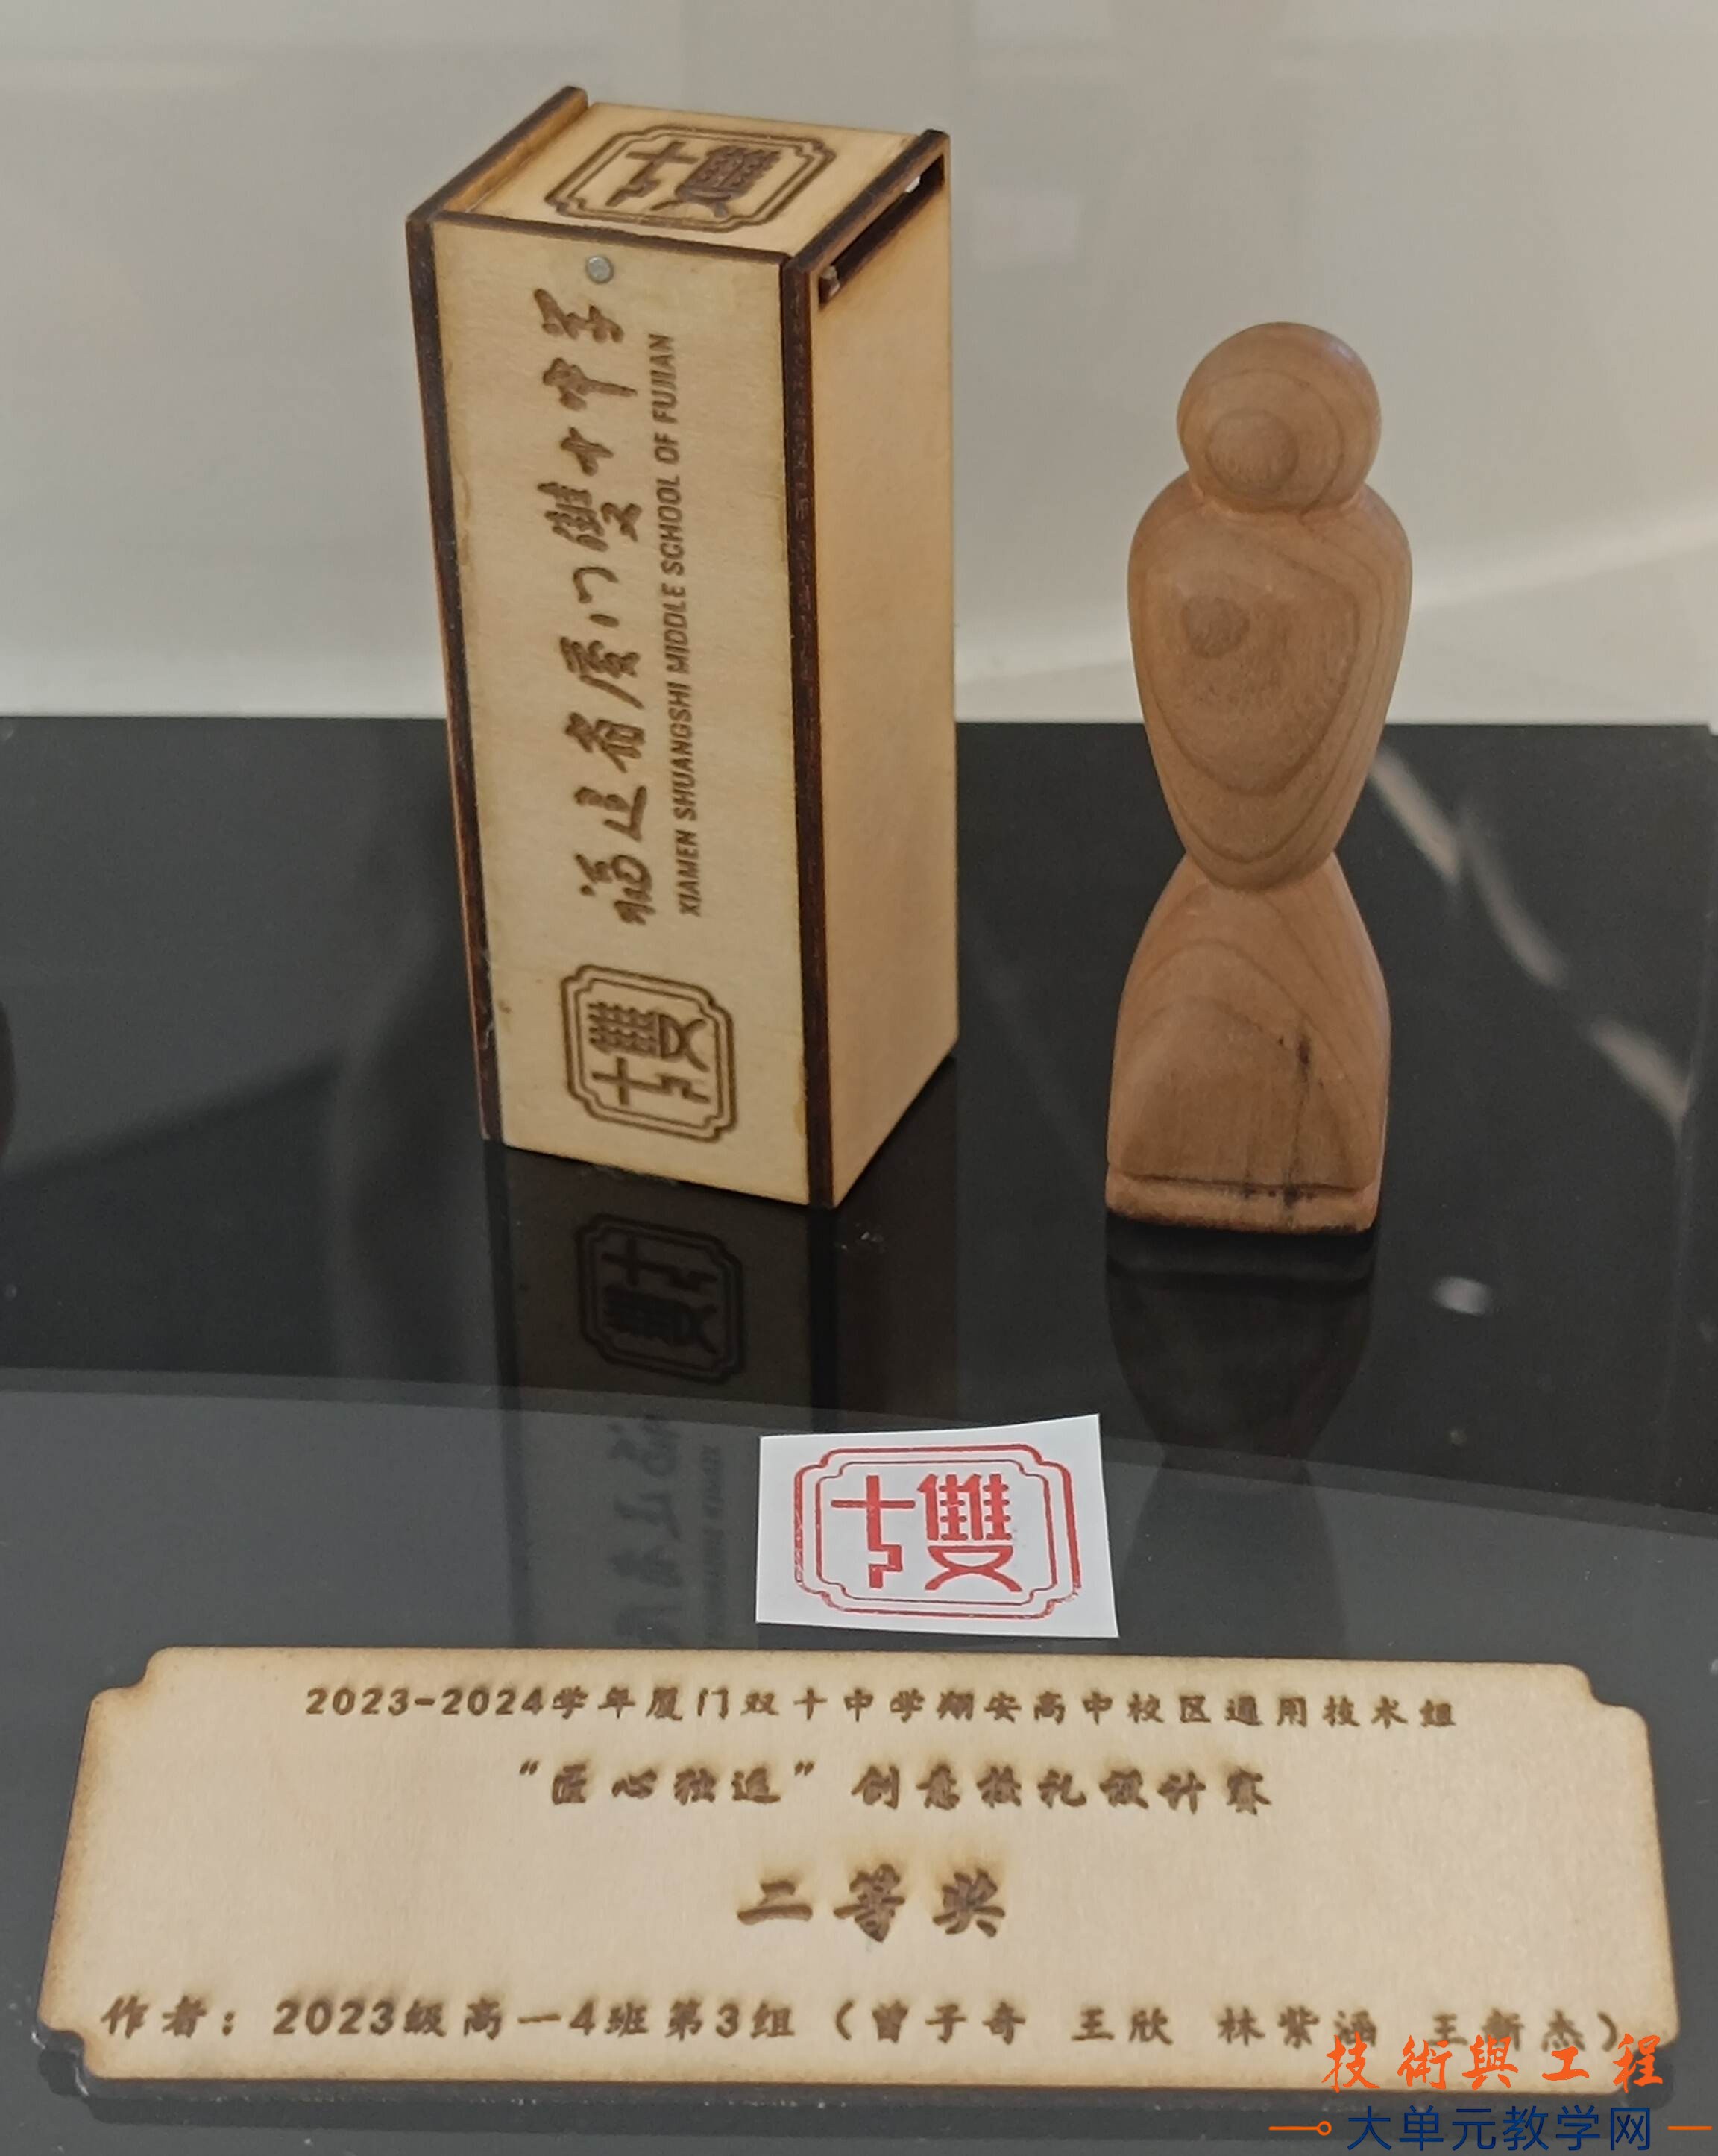 雙十
福建省厦门雙十中学
XIAMEN SHUANGSHI MIDDLE SCHOOL OF FUJIAN
雙十
雙十
2023-2024学年厦门双十中学翔安高中校区通用技术组
“匠心独运”创意校礼设计赛
二等奖
作者：2023级高一4班第3组（曾子奇 王欣 林紫涵 王新杰）
技術與工程
大单元教学网